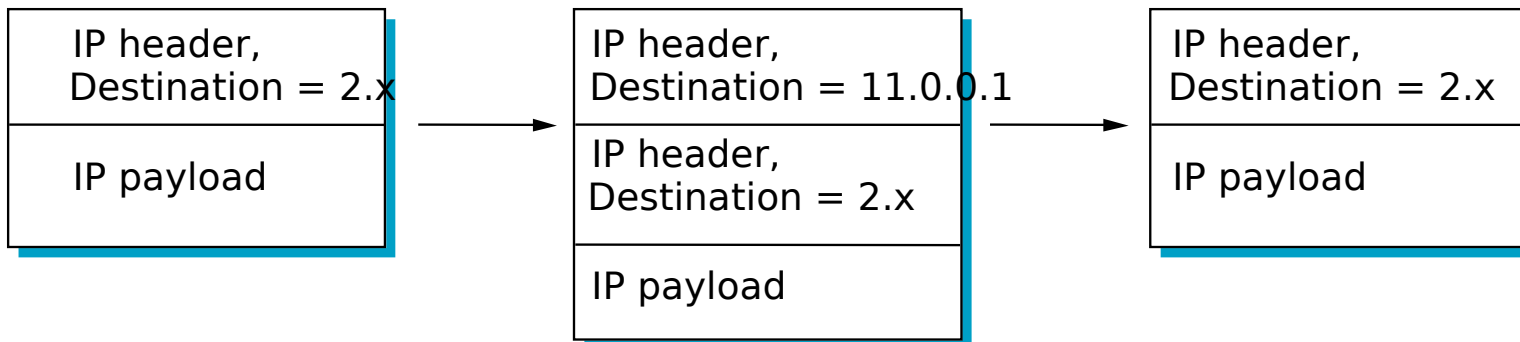 IP header,
Destination = 2.x
IP payload
IP header,
Destination = 11.0.0.1
IP header,
Destination = 2.x
IP payload
IP header,
Destination = 2.x
IP payload